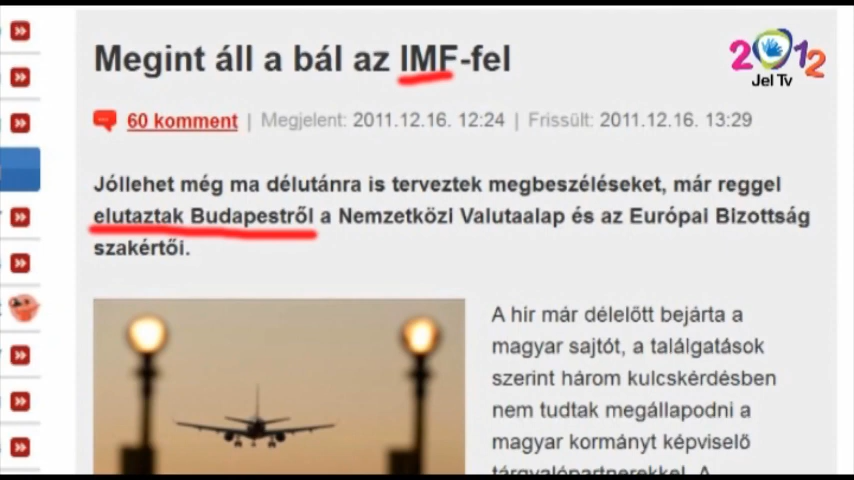 Megint áll a bál az IMF-fel
2012
Jel Tv
60 komment | Megjelent: 2011.12.16. 12:24 | Frissült: 2011.12.16. 13:29
Jóllehet még ma délutánra is terveztek megbeszéléseket, már reggel
elutaztak Budapestről a Nemzetközi Valutaalap és az Európai Bizottság
szakértői.
A hír már délelőtt bejárta a
magyar sajtót, a találgatások
szerint három kulcskérdésben
nem tudtak megállapodni a
magyar kormányt képviselő
tárgyalópartnerekkel. A